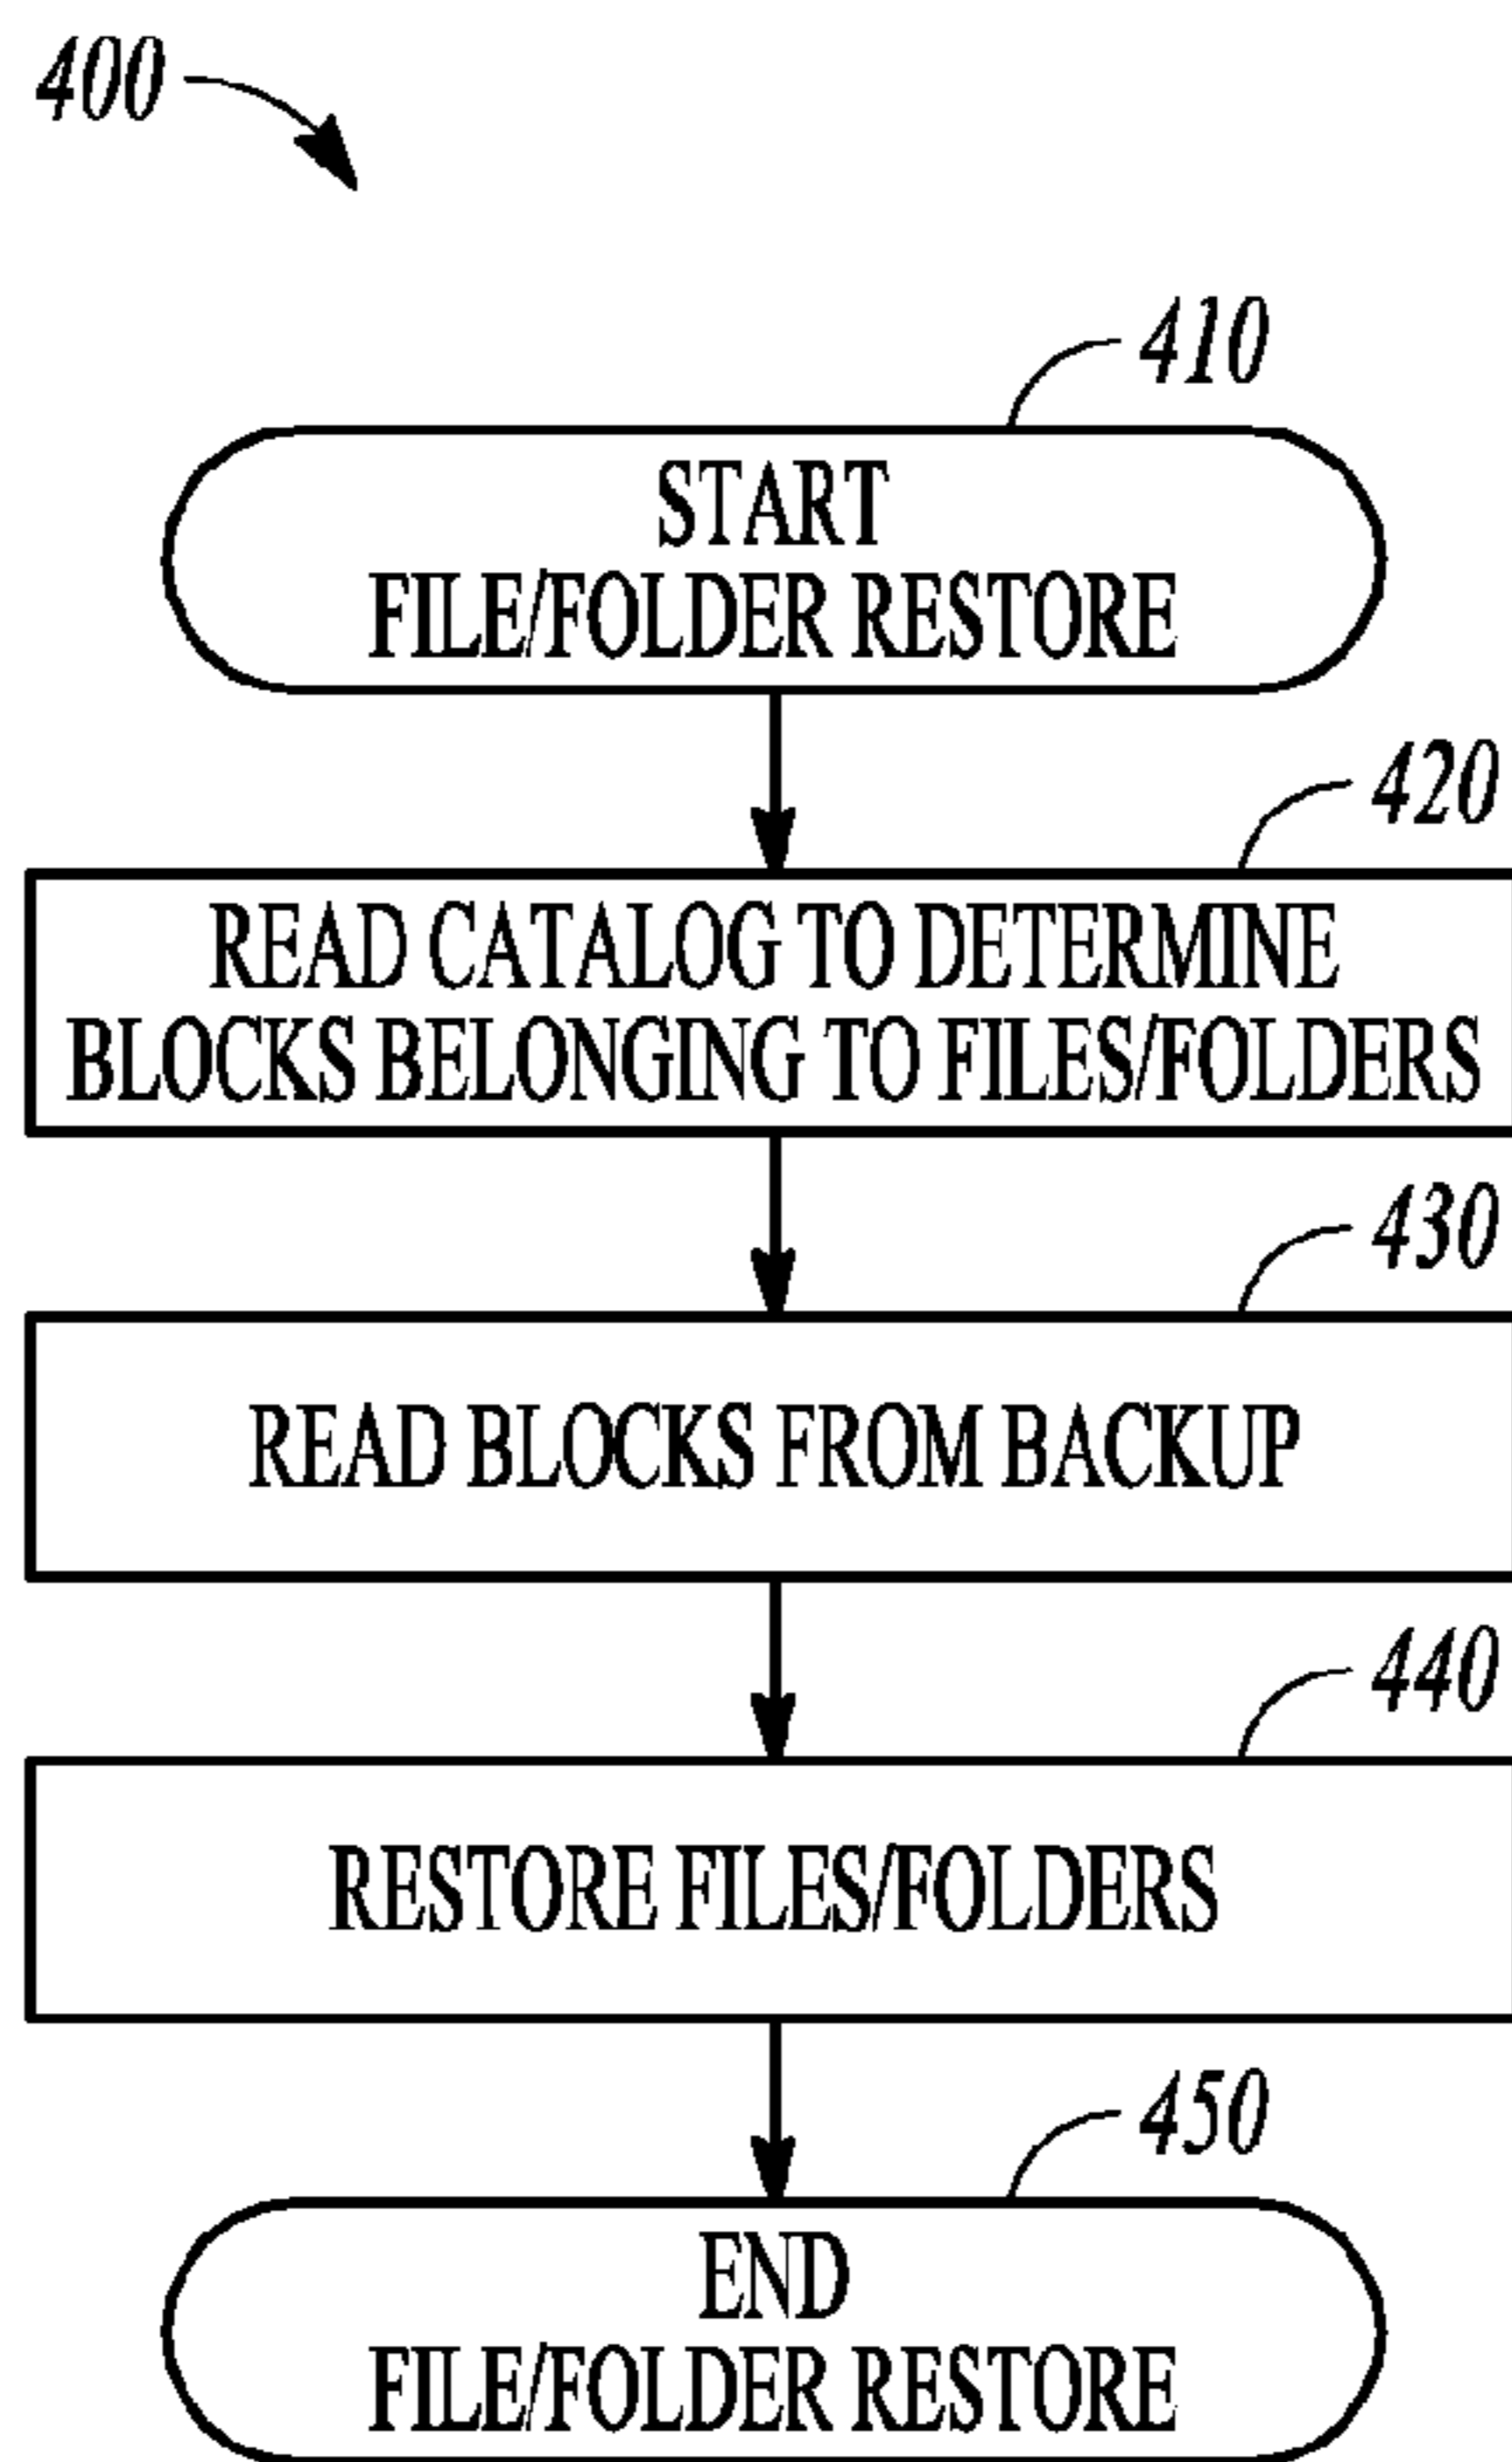 400
410
START
FILE/FOLDER RESTORE
420
READ CATALOG TO DETERMINE
BLOCKS BELONGING TO FILES/FOLDERS
430
READ BLOCKS FROM BACKUP
440
RESTORE FILES/FOLDERS
450
END
FILE/FOLDER RESTORE